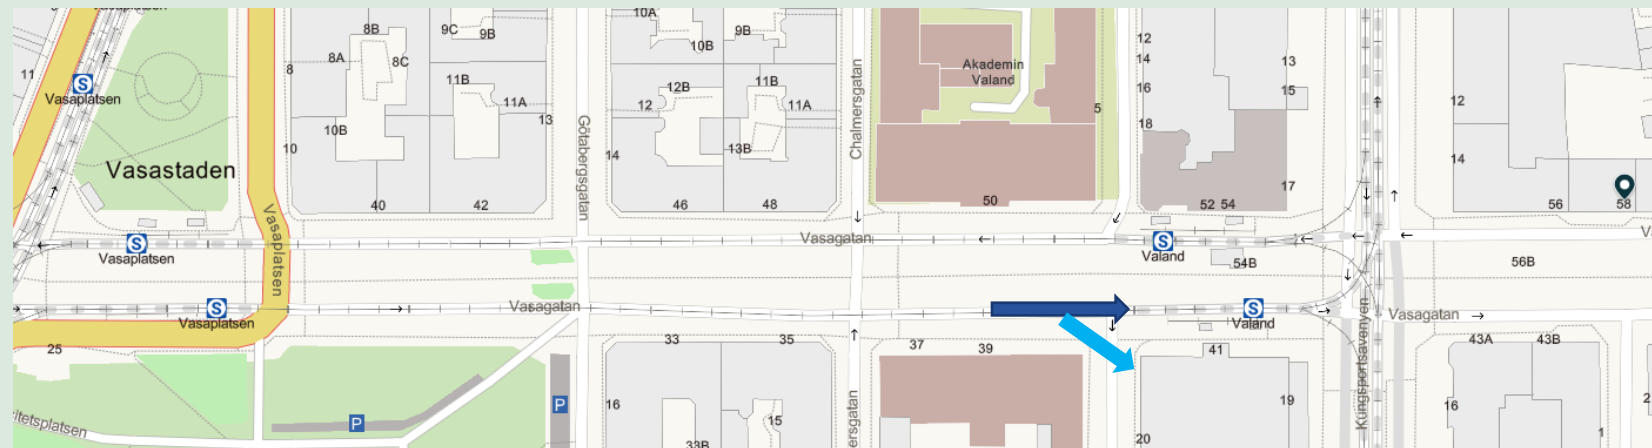 10A
8B
9C
9B
9B
10B
12
14
16
18
11
8
8A
8C
11B
11A
12
12B
11B
11A
Akademin
Valand
5
13
15
12
S
Vasaplatsen
10
10B
13
Götabergsgatan
14
13B
Chalmersgatan
17
14
Vasastaden
40
42
46
48
50
52
54
56
58
Vasaplatsen
S
Vasaplatsen
Vasagatan
S
Valand
54B
56B
S
Vasaplatsen
Vasagatan
S
Valand
Kungsportsavenyen
Vasagatan
25
33
35
37
39
41
43A
43B
P
P
16
15
33B
19
20
16
1
itetsplatsen
ersgatan